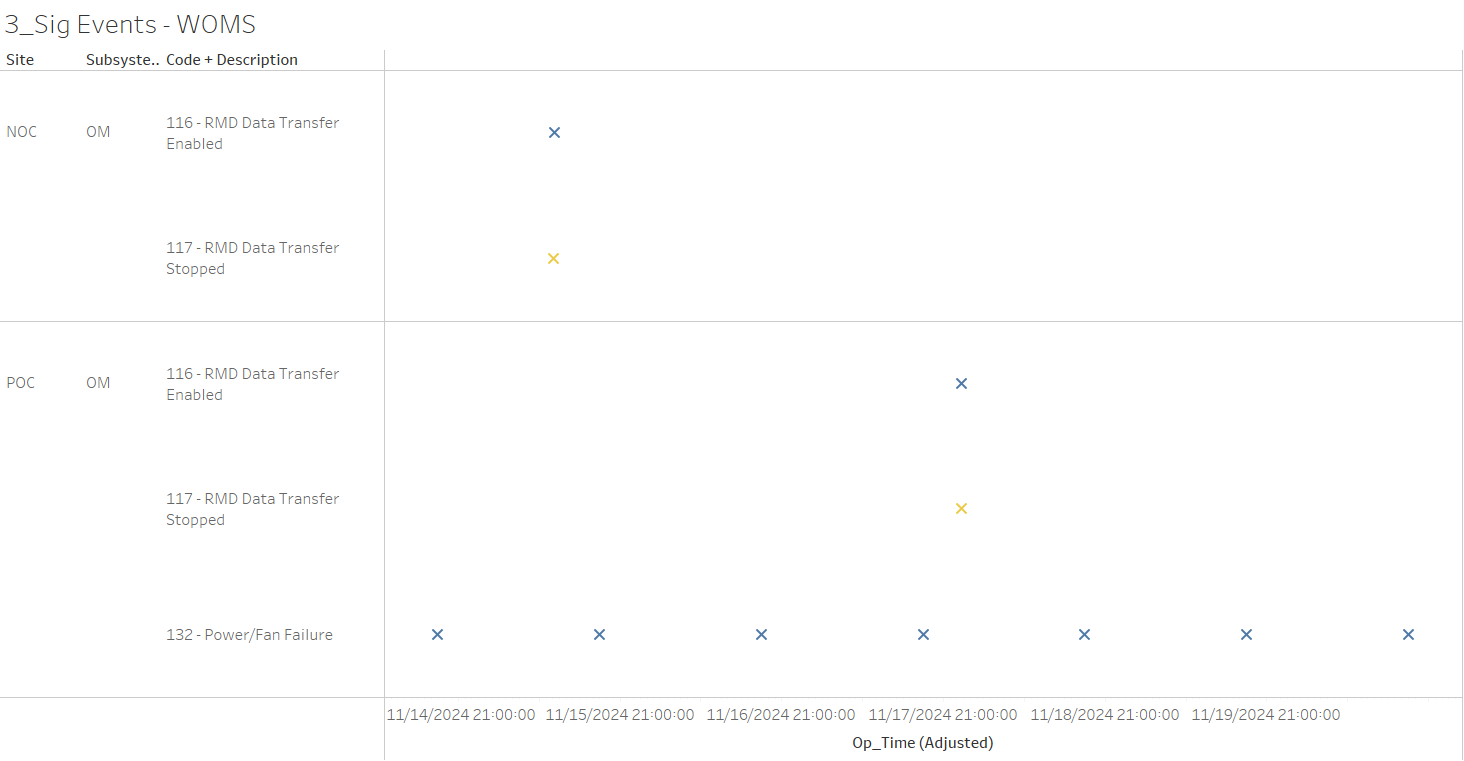 3_Sig Events - WOMS
Site Subsyste.. Code + Description
NOC OM 116 - RMD Data Transfer
Enabled
117 - RMD Data Transfer
Stopped
POC OM 116 - RMD Data Transfer
Enabled
117 - RMD Data Transfer
Stopped
132 - Power/Fan Failure
11/14/2024 21:00:00 11/15/2024 21:00:00 11/16/2024 21:00:00 11/17/2024 21:00:00 11/18/2024 21:00:00 11/19/2024 21:00:00
Op_Time (Adjusted)